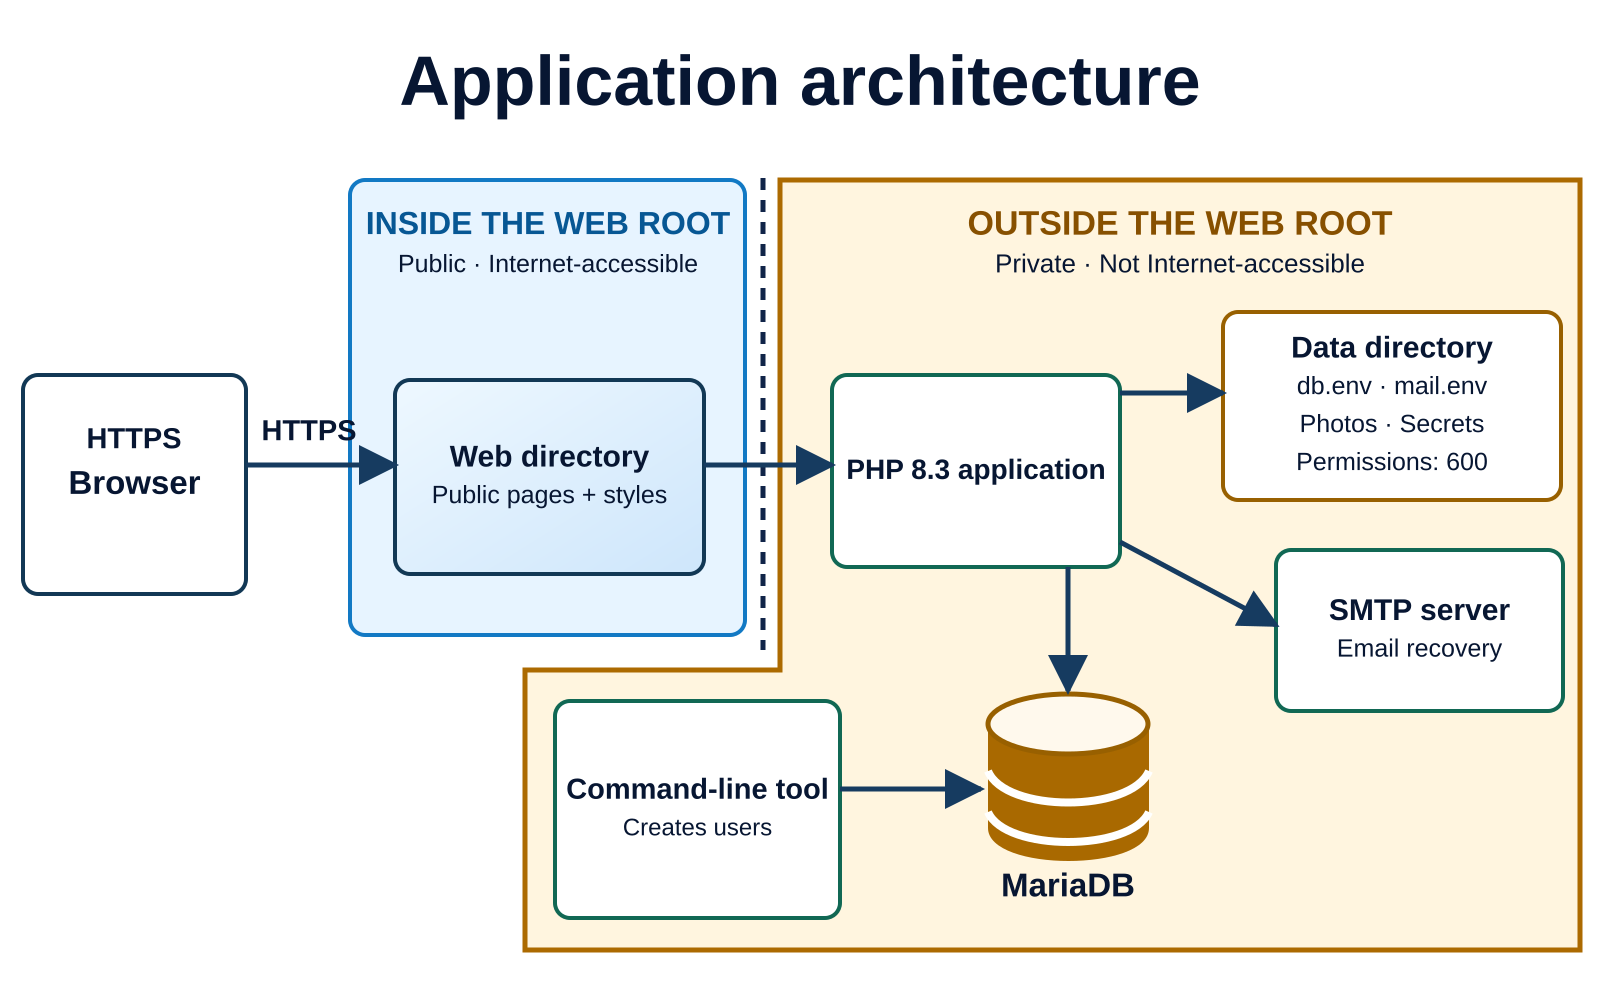 Application architecture
INSIDE THE WEB ROOT
Public · Internet-accessible
OUTSIDE THE WEB ROOT
Private · Not Internet-accessible
HTTPS
Browser
HTTPS
Web directory
Public pages + styles
PHP 8.3 application
Data directory
db.env · mail.env
Photos · Secrets
Permissions: 600
SMTP server
Email recovery
Command-line tool
Creates users
MariaDB